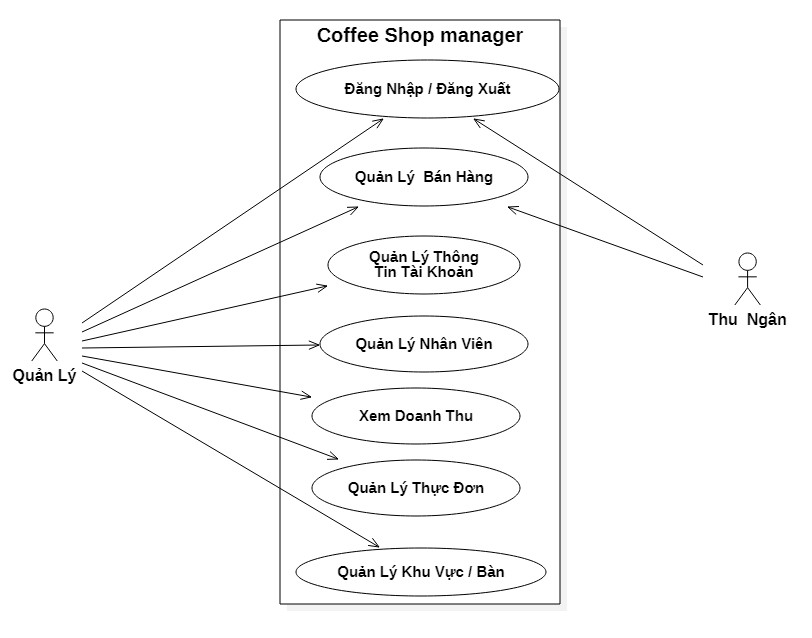 Coffee Shop manager
Đăng Nhập / Đăng Xuất
Quản Lý  Bán Hàng
Quản Lý Thông
Tin Tài Khoản
Quản Lý Nhân Viên
Xem Doanh Thu
Quản Lý Thực Đơn
Quản Lý Khu Vực / Bàn
Quản Lý
Thu  Ngân